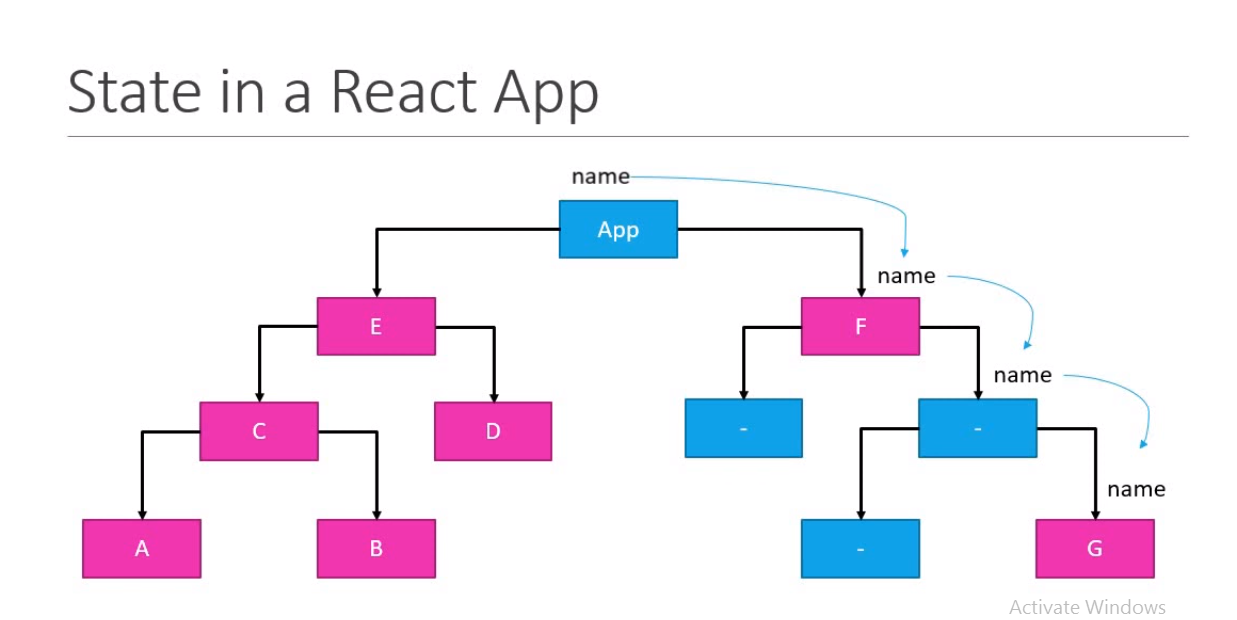 State in a React App
name
App
name
E
F
name
C
D
-
-
name
A
B
-
G
Activate Windows